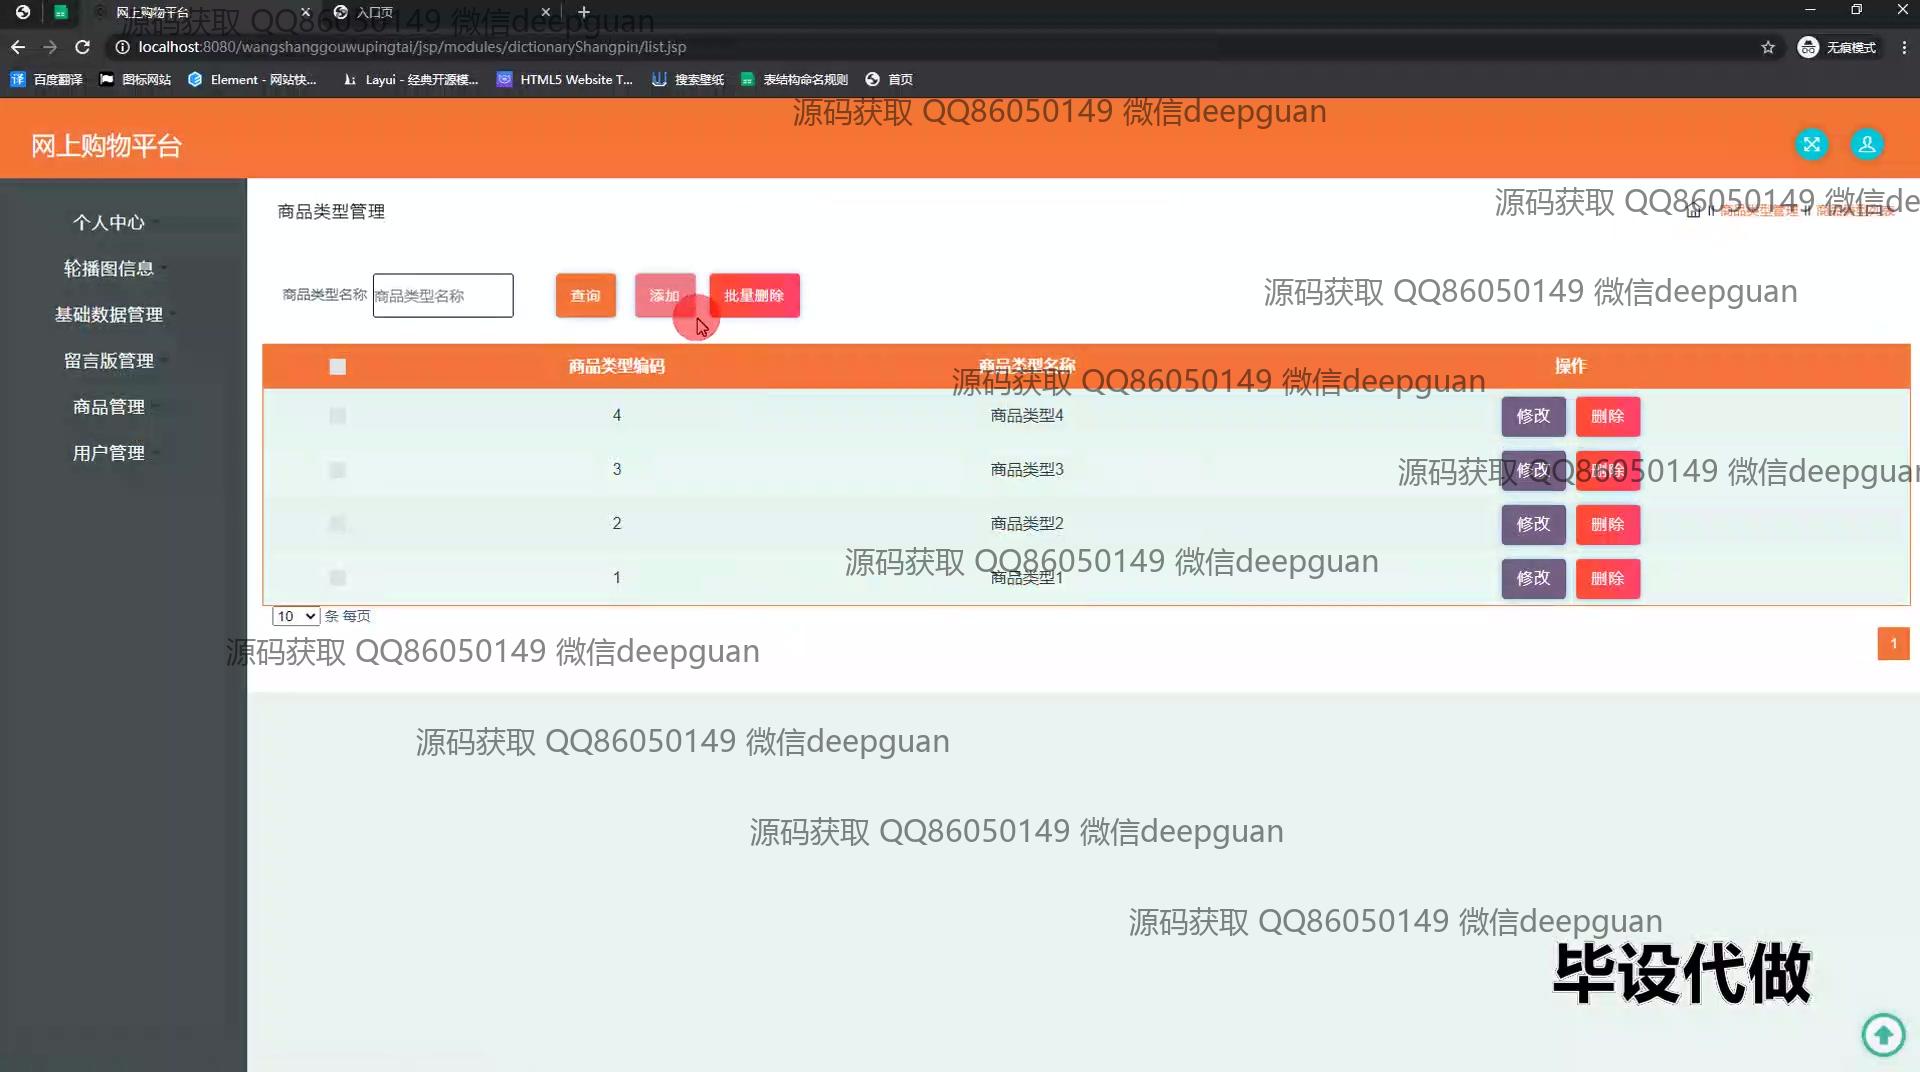 网上购物平台
入口页
源码获取 QQ86050149 微信deepguan
localhost:8080/wangshanggouwupingtai/jsp/modules/dictionaryShangpin/list.jsp
无痕模式
百度翻译
图标网站
Element - 网站快...
Layui - 经典开源模...
HTML5 Website T...
搜索壁纸
表结构命名规则
首页
源码获取 QQ86050149 微信deepguan
网上购物平台
个人中心
轮播图信息
基础数据管理
留言版管理
商品管理
用户管理
商品类型管理
源码获取 QQ86050149 微信de
商品类型管理
商品类型名称
商品类型名称
查询
添加
批量删除
源码获取 QQ86050149 微信deepguan
商品类型编码
商品类型名称
操作
源码获取 QQ86050149 微信deepguan
4
商品类型4
修改
删除
3
商品类型3
修改
删除
源码获取 QQ86050149 微信deepguan
2
商品类型2
修改
删除
源码获取 QQ86050149 微信deepguan
1
商品类型1
修改
删除
10
条 每页
1
源码获取 QQ86050149 微信deepguan
源码获取 QQ86050149 微信deepguan
源码获取 QQ86050149 微信deepguan
源码获取 QQ86050149 微信deepguan
毕设代做